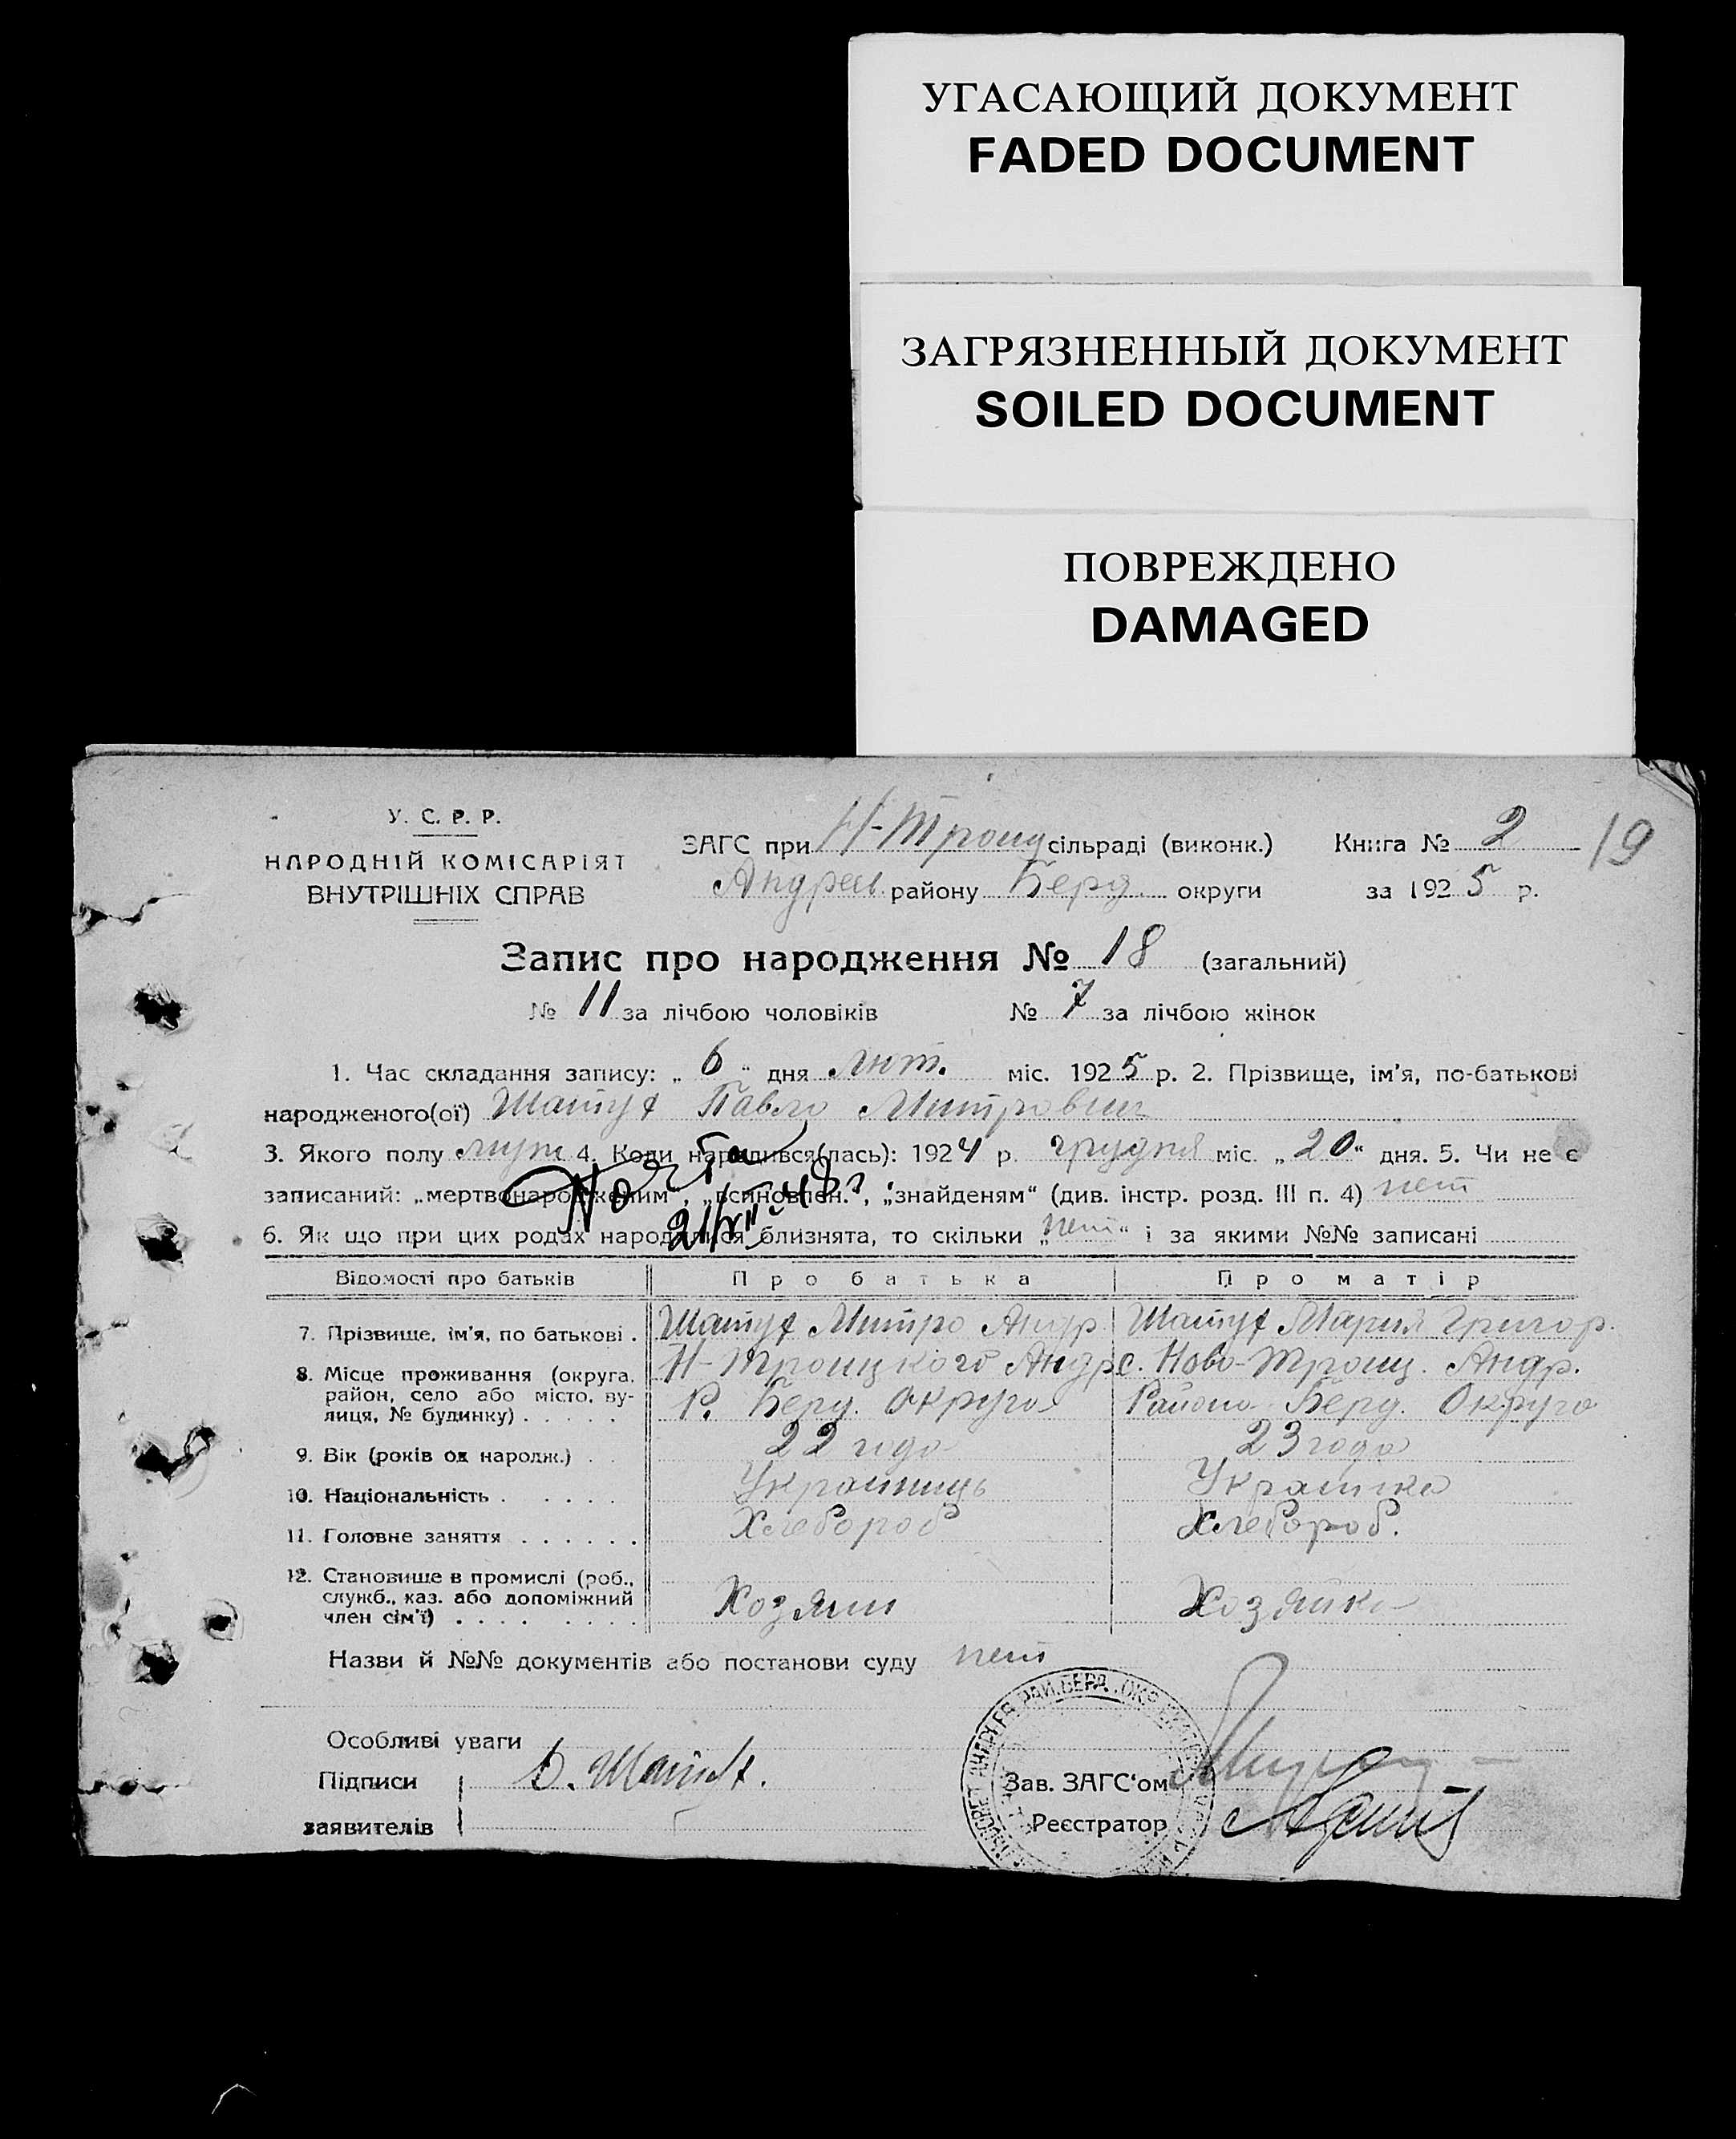 УГАСАЮЩИЙ ДОКУМЕНТ
FADED DOCUMENT
ЗАГРЯЗНЕННЫЙ ДОКУМЕНТ
SOILED DOCUMENT
ПОВРЕЖДЕНО
DAMAGED
У. С. Р. Р.
НАРОДНІЙ КОМІСАРІЯТ
ВНУТРІШНІХ СПРАВ
ЗАГС при Н-Троиц сільраді (виконк.) Книга № 2 19
Андреев. району Берд. округи за 1925 р.
Запис про народження № 18 (загальний)
№ 11 за лічбою чоловіків № 7 за лічбою жінок
1. Час складання запису: „ 6 " дня лют. міс. 1925 р. 2. Прізвище, ім'я, по-батькові
народженого(ої) Павло Митрович
3. Якого полу муж 4. Коли народився(лась): 1924 р. грудня міс. „ 20 " дня. 5. Чи не є
записаний: „мертвонародженим", „всиновлен.", „знайденям" (див. інстр. розд. III п. 4) нет
6. Як що при цих родах народилися близнята, то скільки „нет" і за якими №№ записані
Відомості про батьків Про батька Про матір
7. Прізвище, ім'я, по батькові . Митро Андр. Мария Григор.
8. Місце проживання (округа, район, село або місто, вулиця, № будинку) . . . . .
Н-Троицкого Андр с. Ново-Троиц. Андр.
Р. Берд. Округа Района Берд. Округа
9. Вік (років од народж.) . . 22 года 23 года
10. Національність . . . . . Украинець Украинка
11. Головне заняття . . . . . . Хлебороб Хлебороб.
12. Становище в промислі (роб., служб., каз. або допоміжний член сім'ї) . . . . . . . . Хозяин Хозяйка
Назви й №№ документів або постанови суду нет
Особливі уваги
Підписи
заявителів
Зав. ЗАГС'ом
Реєстратор